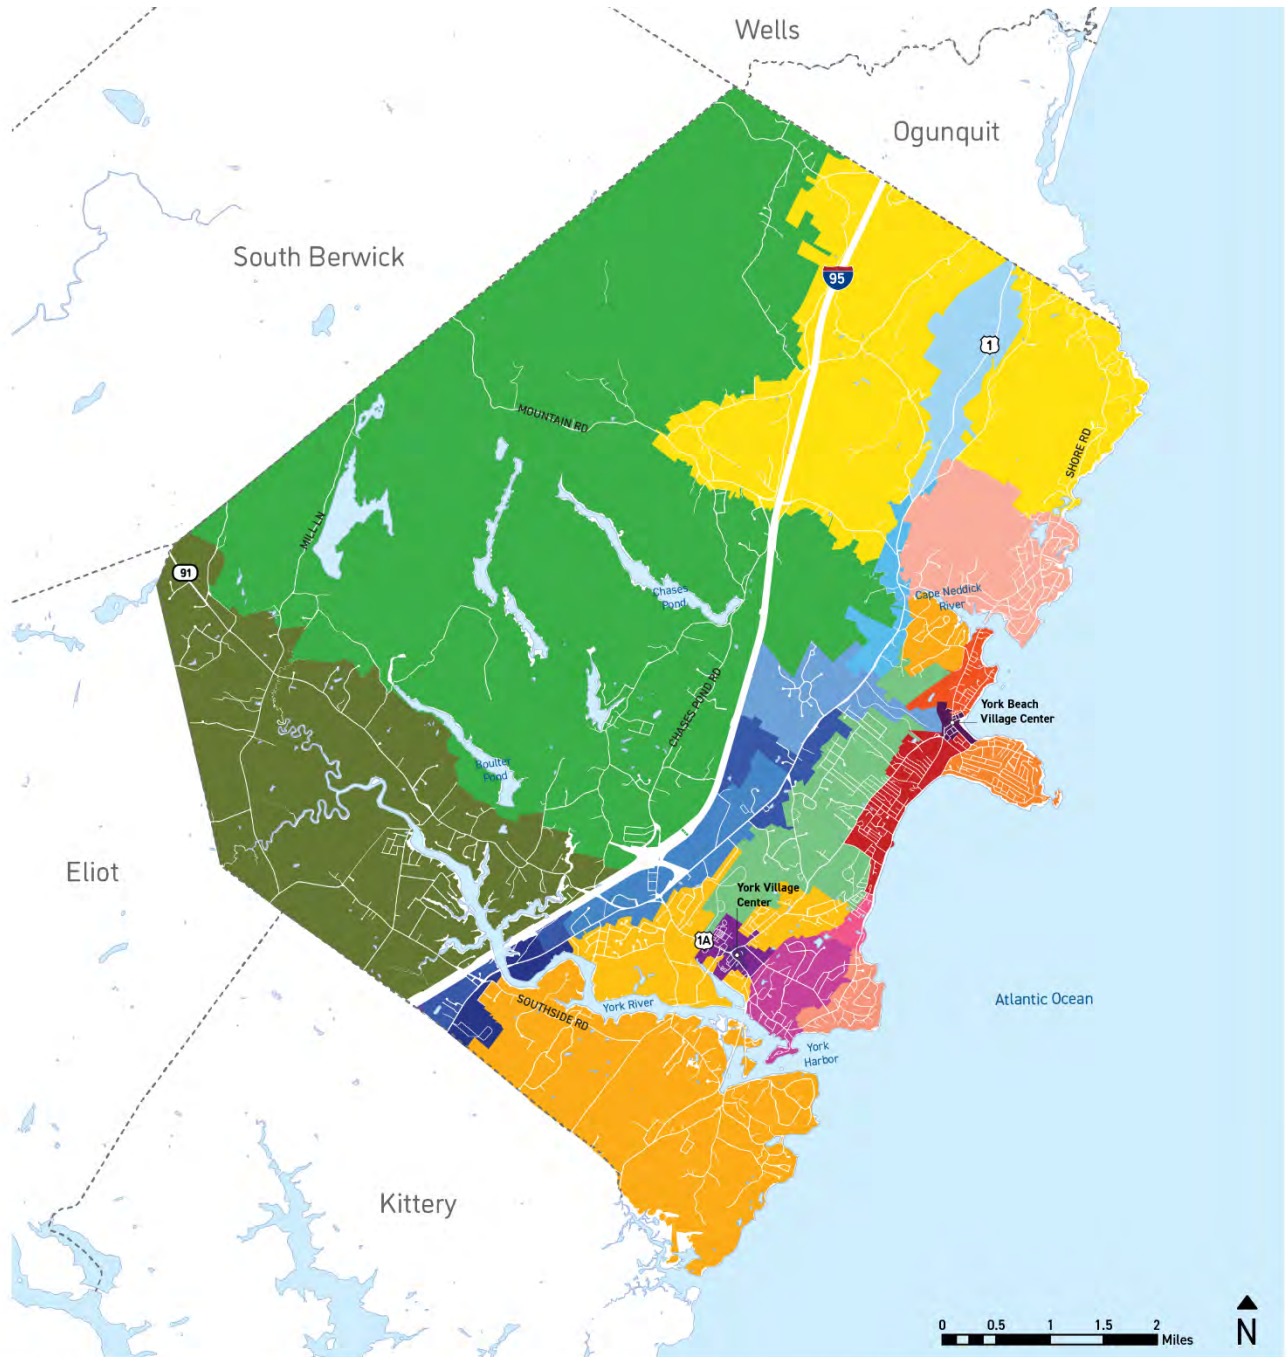 Wells
Ogunquit
South Berwick
95
1
MOUNTAIN RD
SHORE RD
MILL LN
91
Chases
Pond
Cape Neddick
River
CHASES POND RD
York Beach
Village Center
Boulter
Pond
Eliot
York Village
Center
1A
SOUTHSIDE RD
York River
Atlantic Ocean
York
Harbor
Kittery
0 0.5 1 1.5 2
Miles
N